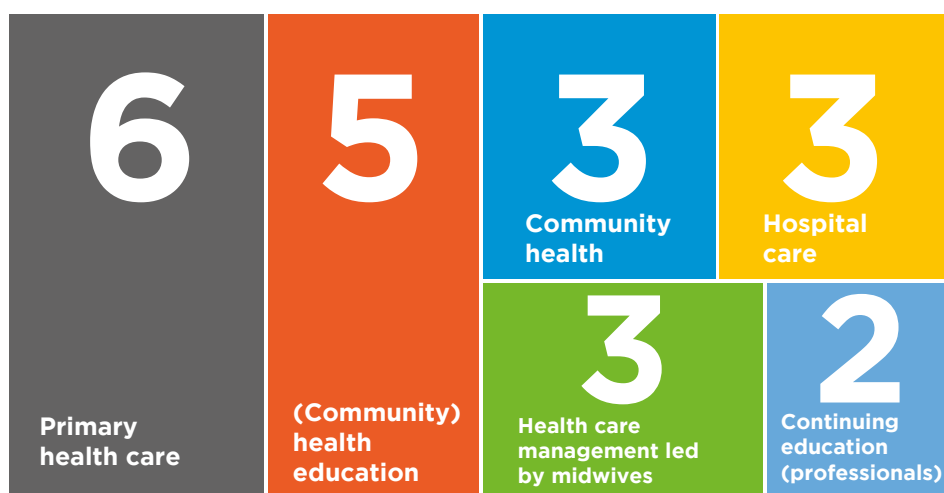 6
Primary
health care
5
(Community)
health
education
3
Community
health
3
Hospital
care
3
Health care
management led
by midwives
2
Continuing
education
(professionals)